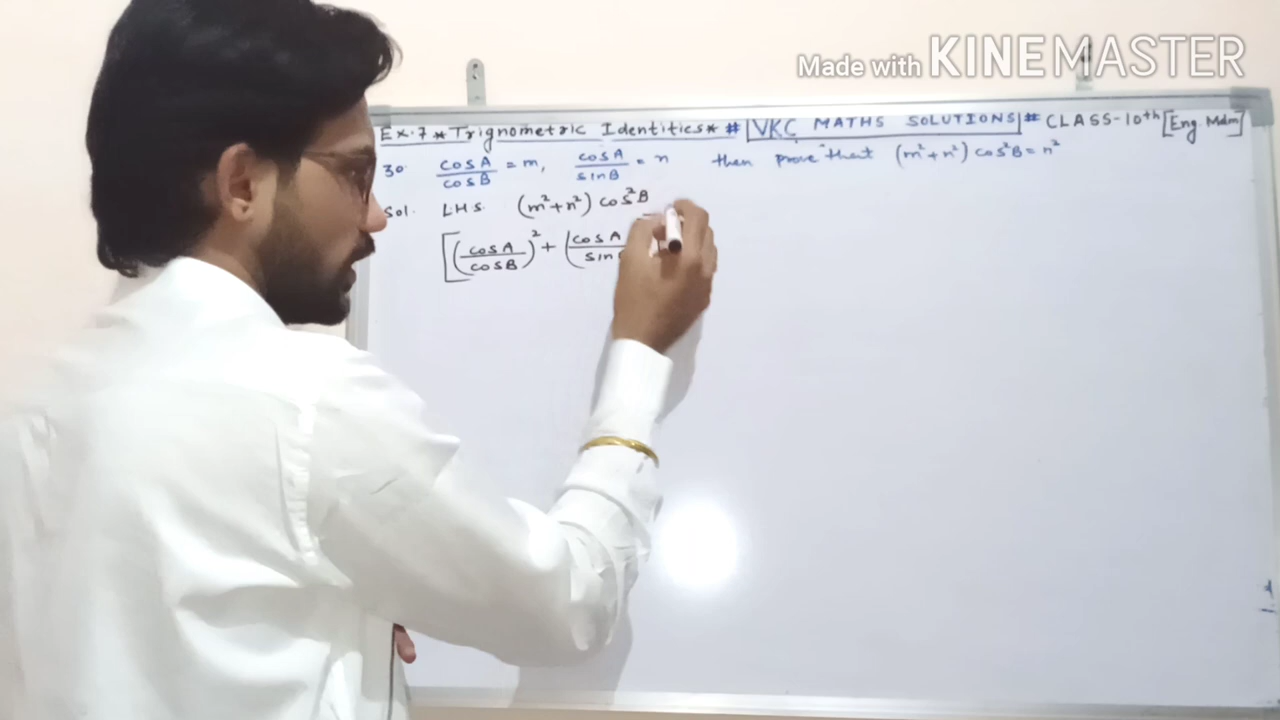 Made with KINEMASTER
Ex.7 * Trignometric Identities * # VKC MATHS SOLUTIONS # CLASS-10th [Eng. Mdm]
30. cosA/cosB = m, cosA/sinB = n then prove that (m²+n²) cos²B = n²
Sol. LHS. (m²+n²) cos²B
[(cosA/cosB)² + (cosA/sin